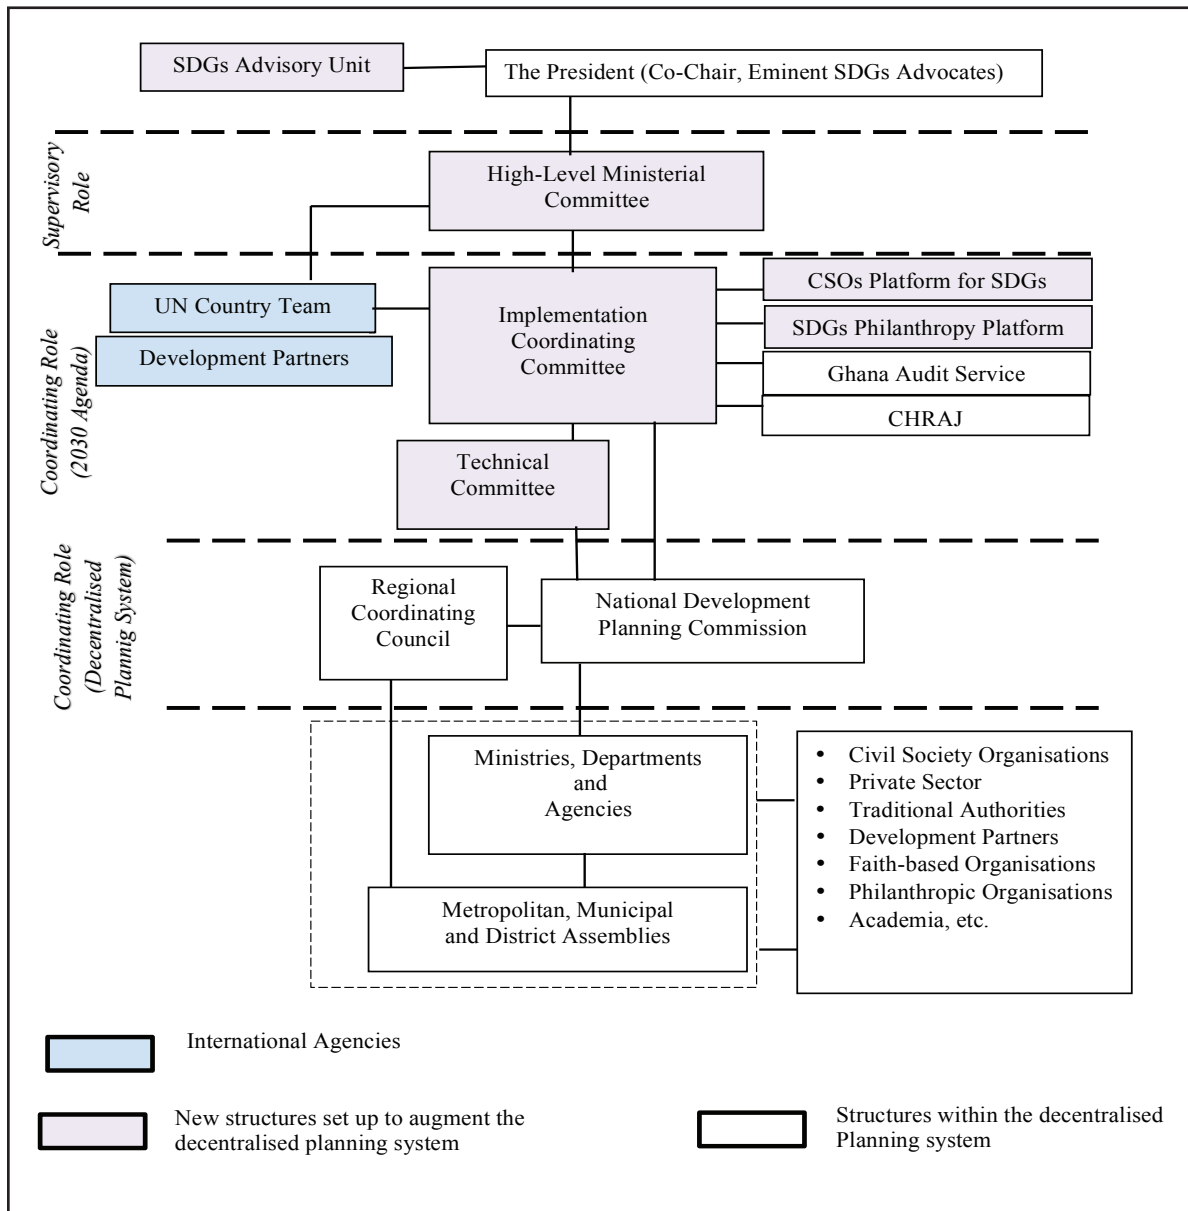 SDGs Advisory Unit
The President (Co-Chair, Eminent SDGs Advocates)
Supervisory
Role
High-Level Ministerial
Committee
Coordinating Role
(2030 Agenda)
UN Country Team
Development Partners
Implementation
Coordinating
Committee
CSOs Platform for SDGs
SDGs Philanthropy Platform
Ghana Audit Service
CHRAJ
Technical
Committee
Coordinating Role
(Decentralised
Plannig System)
Regional
Coordinating
Council
National Development
Planning Commission
Ministries, Departments
and
Agencies
Metropolitan, Municipal
and District Assemblies
• Civil Society Organisations
• Private Sector
• Traditional Authorities
• Development Partners
• Faith-based Organisations
• Philanthropic Organisations
• Academia, etc.
International Agencies
New structures set up to augment the
decentralised planning system
Structures within the decentralised
Planning system